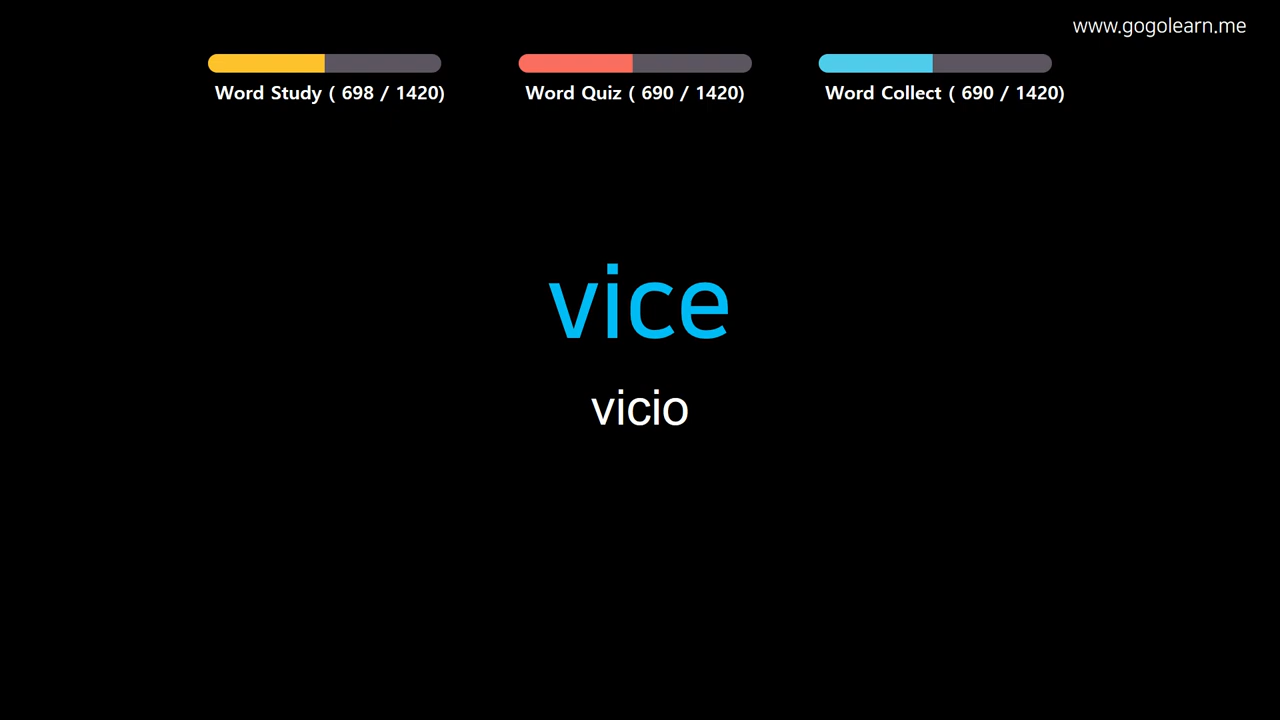 www.gogolearn.me
Word Study ( 698 / 1420)
Word Quiz ( 690 / 1420)
Word Collect ( 690 / 1420)
vice
vicio